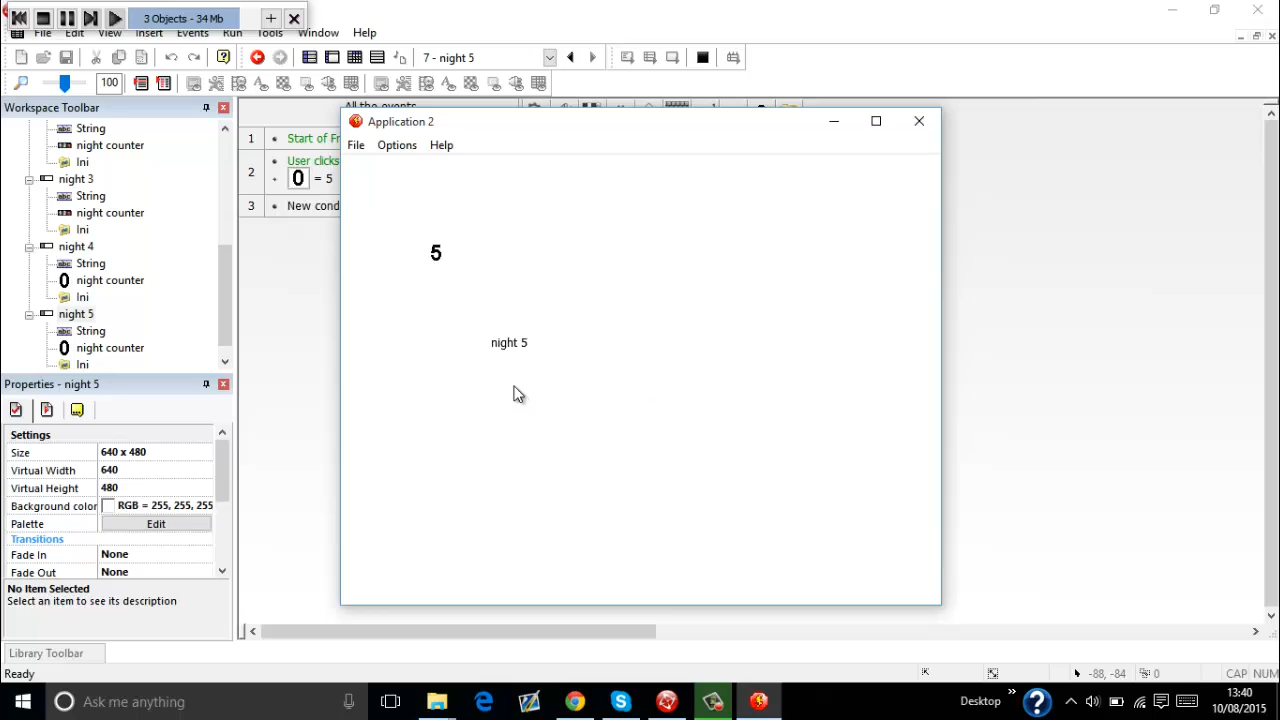 3 Objects - 34 Mb
File Edit View Insert Events Run Tools Window Help
7 - night 5
100
Workspace Toolbar
String
night counter
Ini
night 3
String
night counter
Ini
night 4
String
night counter
Ini
night 5
String
night counter
Ini
Properties - night 5
Settings
Size 640 x 480
Virtual Width 640
Virtual Height 480
Background color RGB = 255, 255, 255
Palette Edit
Transitions
Fade In None
Fade Out None
No Item Selected
Select an item to see its description
Library Toolbar
Ready
All the events
1 Start of Fr
2 User clicks
0 = 5
3 New cond
Application 2
File Options Help
5
night 5
-88, -84 0 CAP NUM
Ask me anything
Desktop
13:40
10/08/2015